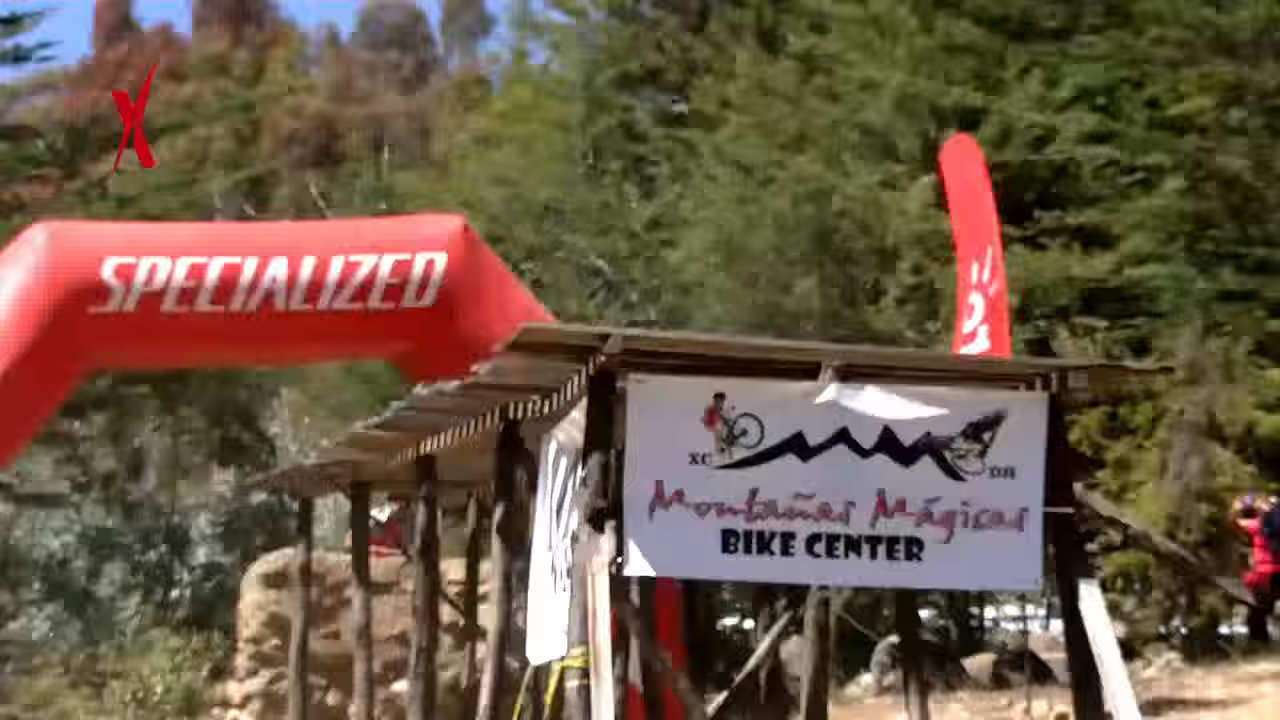 X
SPECIALIZED
XC
DH
Montañas Mágicas
BIKE CENTER